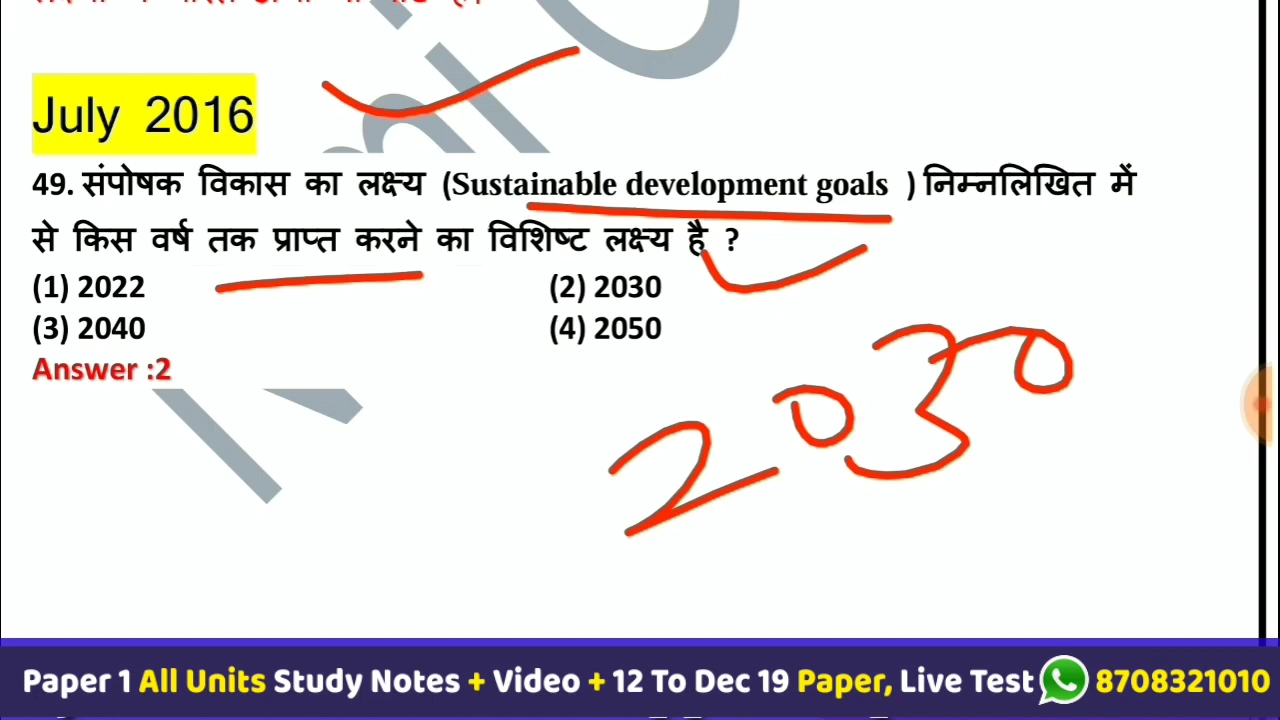 July 2016
49. संपोषक विकास का लक्ष्य (Sustainable development goals ) निम्नलिखित में
से किस वर्ष तक प्राप्त करने का विशिष्ट लक्ष्य है ?
(1) 2022 (2) 2030
(3) 2040 (4) 2050
Answer :2
2030
Paper 1 All Units Study Notes + Video + 12 To Dec 19 Paper, Live Test 8708321010